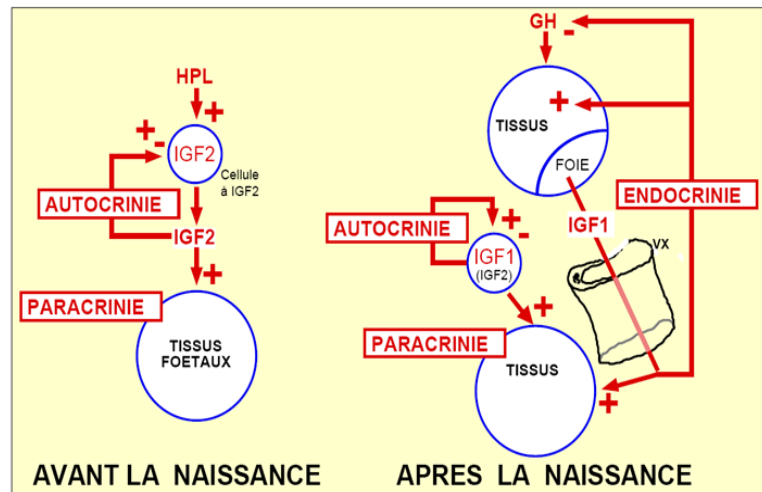 HPL
+
+
-
IGF2
Cellule
à IGF2
AUTOCRINIE
IGF2
+
PARACRINIE
TISSUS
FOETAUX
AVANT LA NAISSANCE
GH
-
+
TISSUS
FOIE
ENDOCRINIE
IGF1
VX
AUTOCRINIE
+
-
IGF1
(IGF2)
+
PARACRINIE
TISSUS
+
APRES LA NAISSANCE